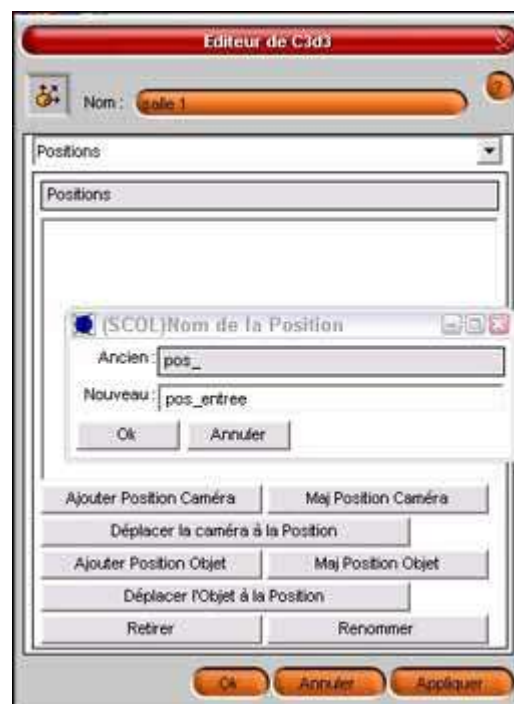 Editeur de C3d3
?
Nom : salle 1
Positions
Positions
(SCOL)Nom de la Position
Ancien : pos_
Nouveau : pos_entree
Ok Annuler
Ajouter Position Caméra Maj Position Caméra
Déplacer la caméra à la Position
Ajouter Position Objet Maj Position Objet
Déplacer l'Objet à la Position
Retirer Renommer
Ok Annuler Appliquer